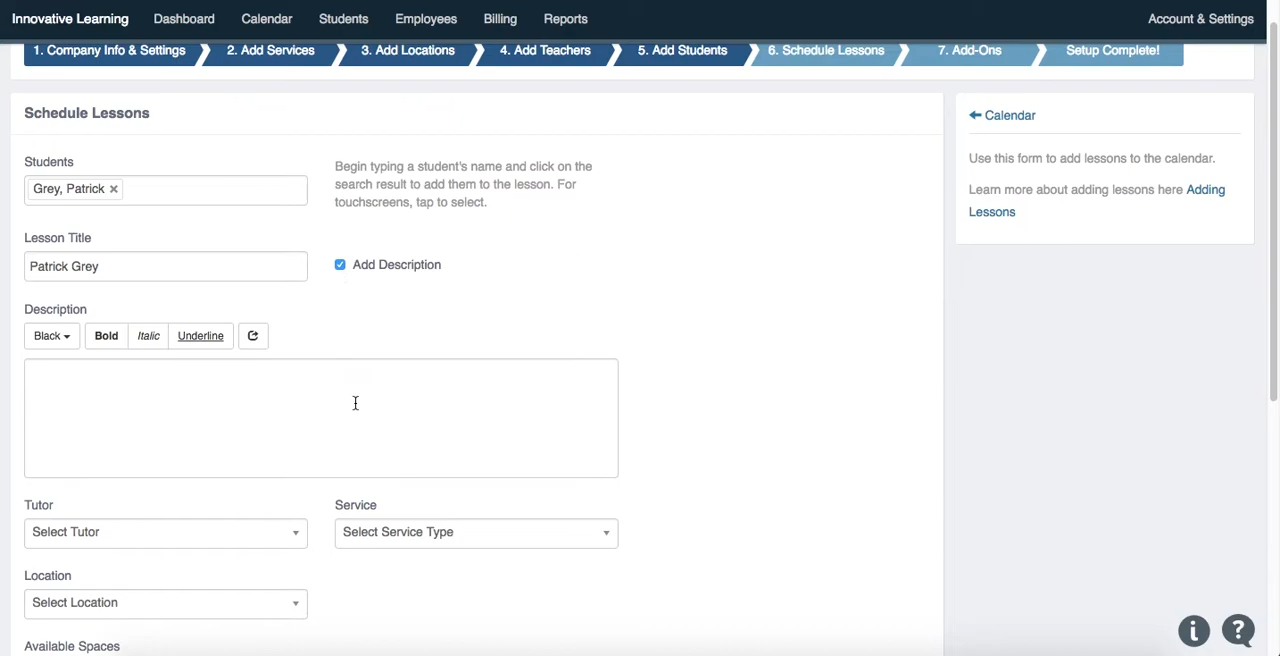 Innovative Learning Dashboard Calendar Students Employees Billing Reports Account & Settings
1. Company Info & Settings 2. Add Services 3. Add Locations 4. Add Teachers 5. Add Students 6. Schedule Lessons 7. Add-Ons Setup Complete!
Schedule Lessons
Students
Grey, Patrick ×
Begin typing a student's name and click on the
search result to add them to the lesson. For
touchscreens, tap to select.
Lesson Title
Patrick Grey
Add Description
Description
Black Bold Italic Underline
Tutor Service
Select Tutor Select Service Type
Location
Select Location
Available Spaces
Calendar
Use this form to add lessons to the calendar.
Learn more about adding lessons here Adding
Lessons